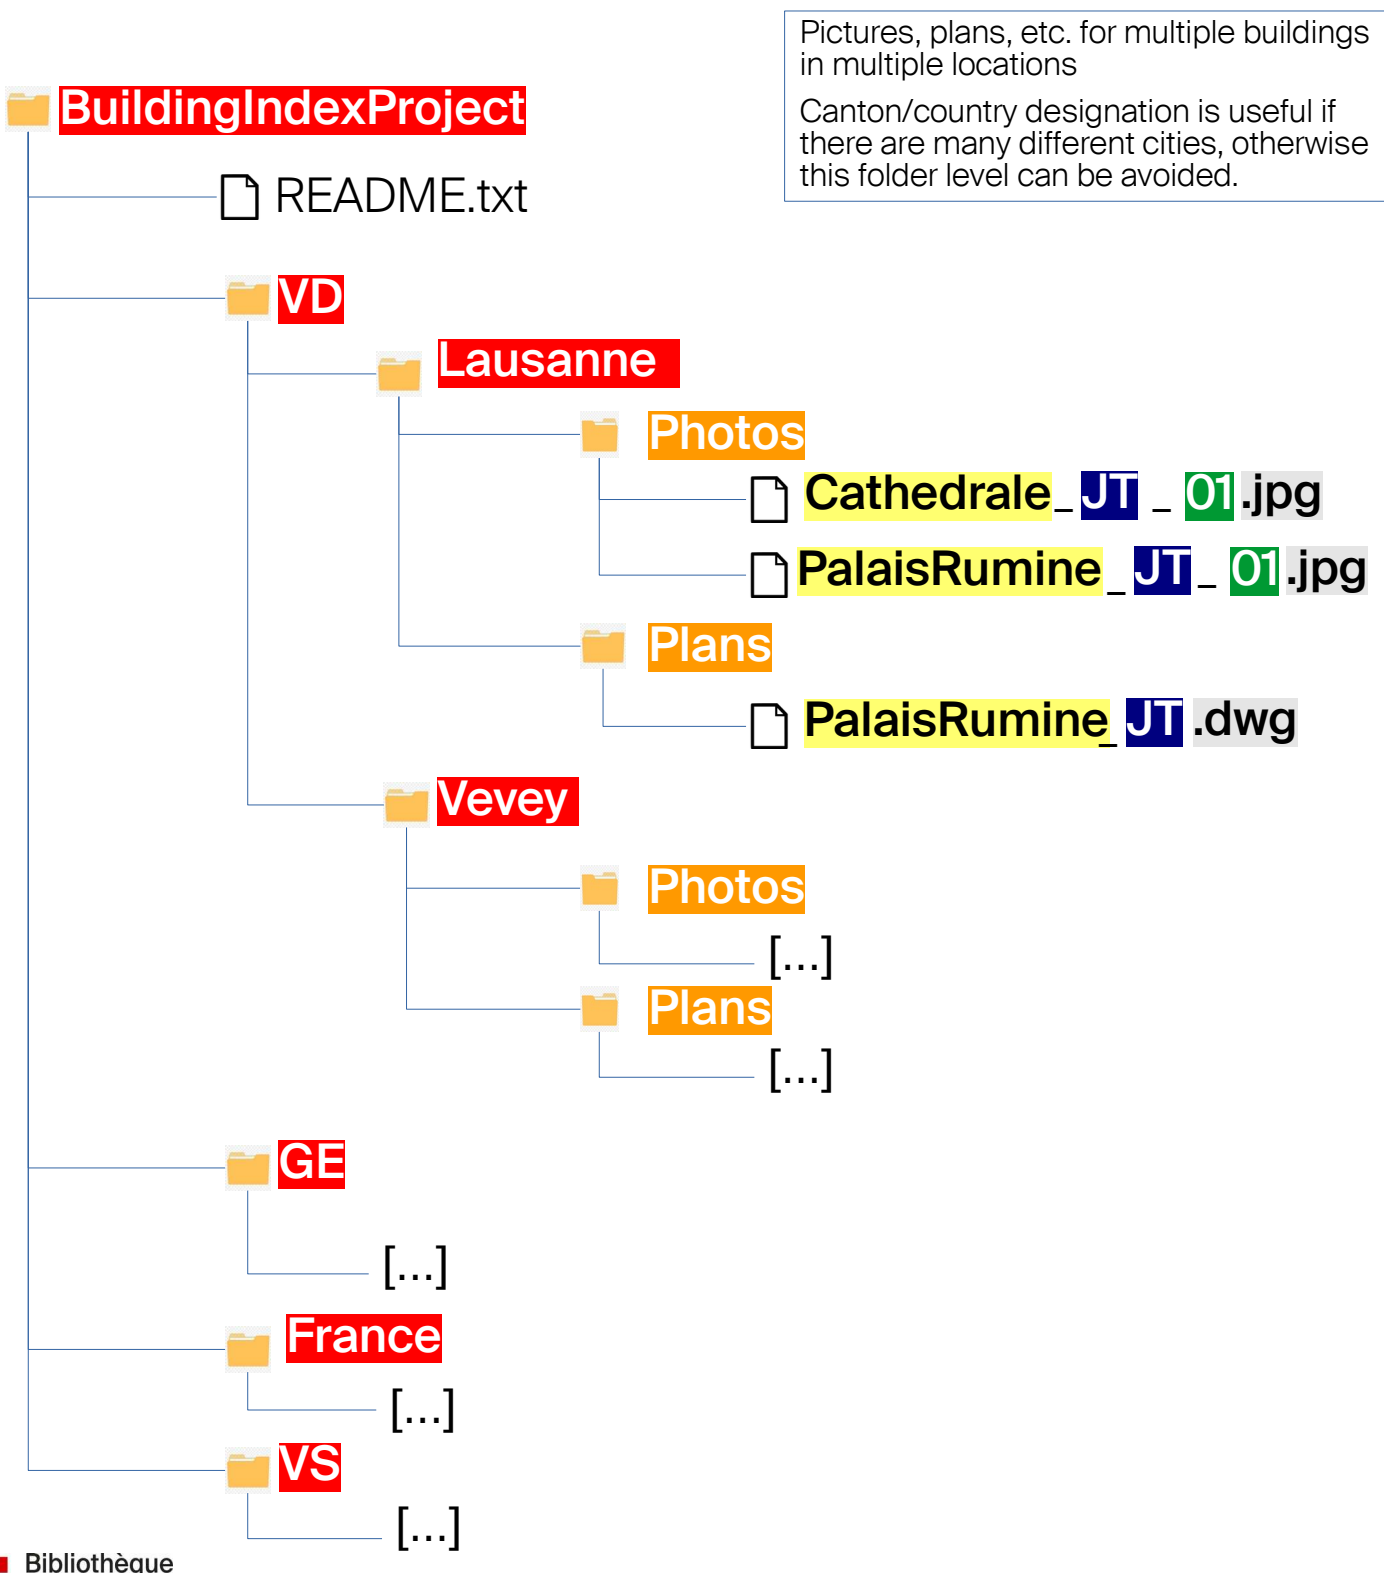 Pictures, plans, etc. for multiple buildings
in multiple locations
Canton/country designation is useful if
there are many different cities, otherwise
this folder level can be avoided.
BuildingIndexProject
README.txt
VD
Lausanne
Photos
Cathedrale_JT_01.jpg
PalaisRumine_JT_01.jpg
Plans
PalaisRumine_JT.dwg
Vevey
Photos
[...]
Plans
[...]
GE
[...]
France
[...]
VS
[...]
Bibliothèque